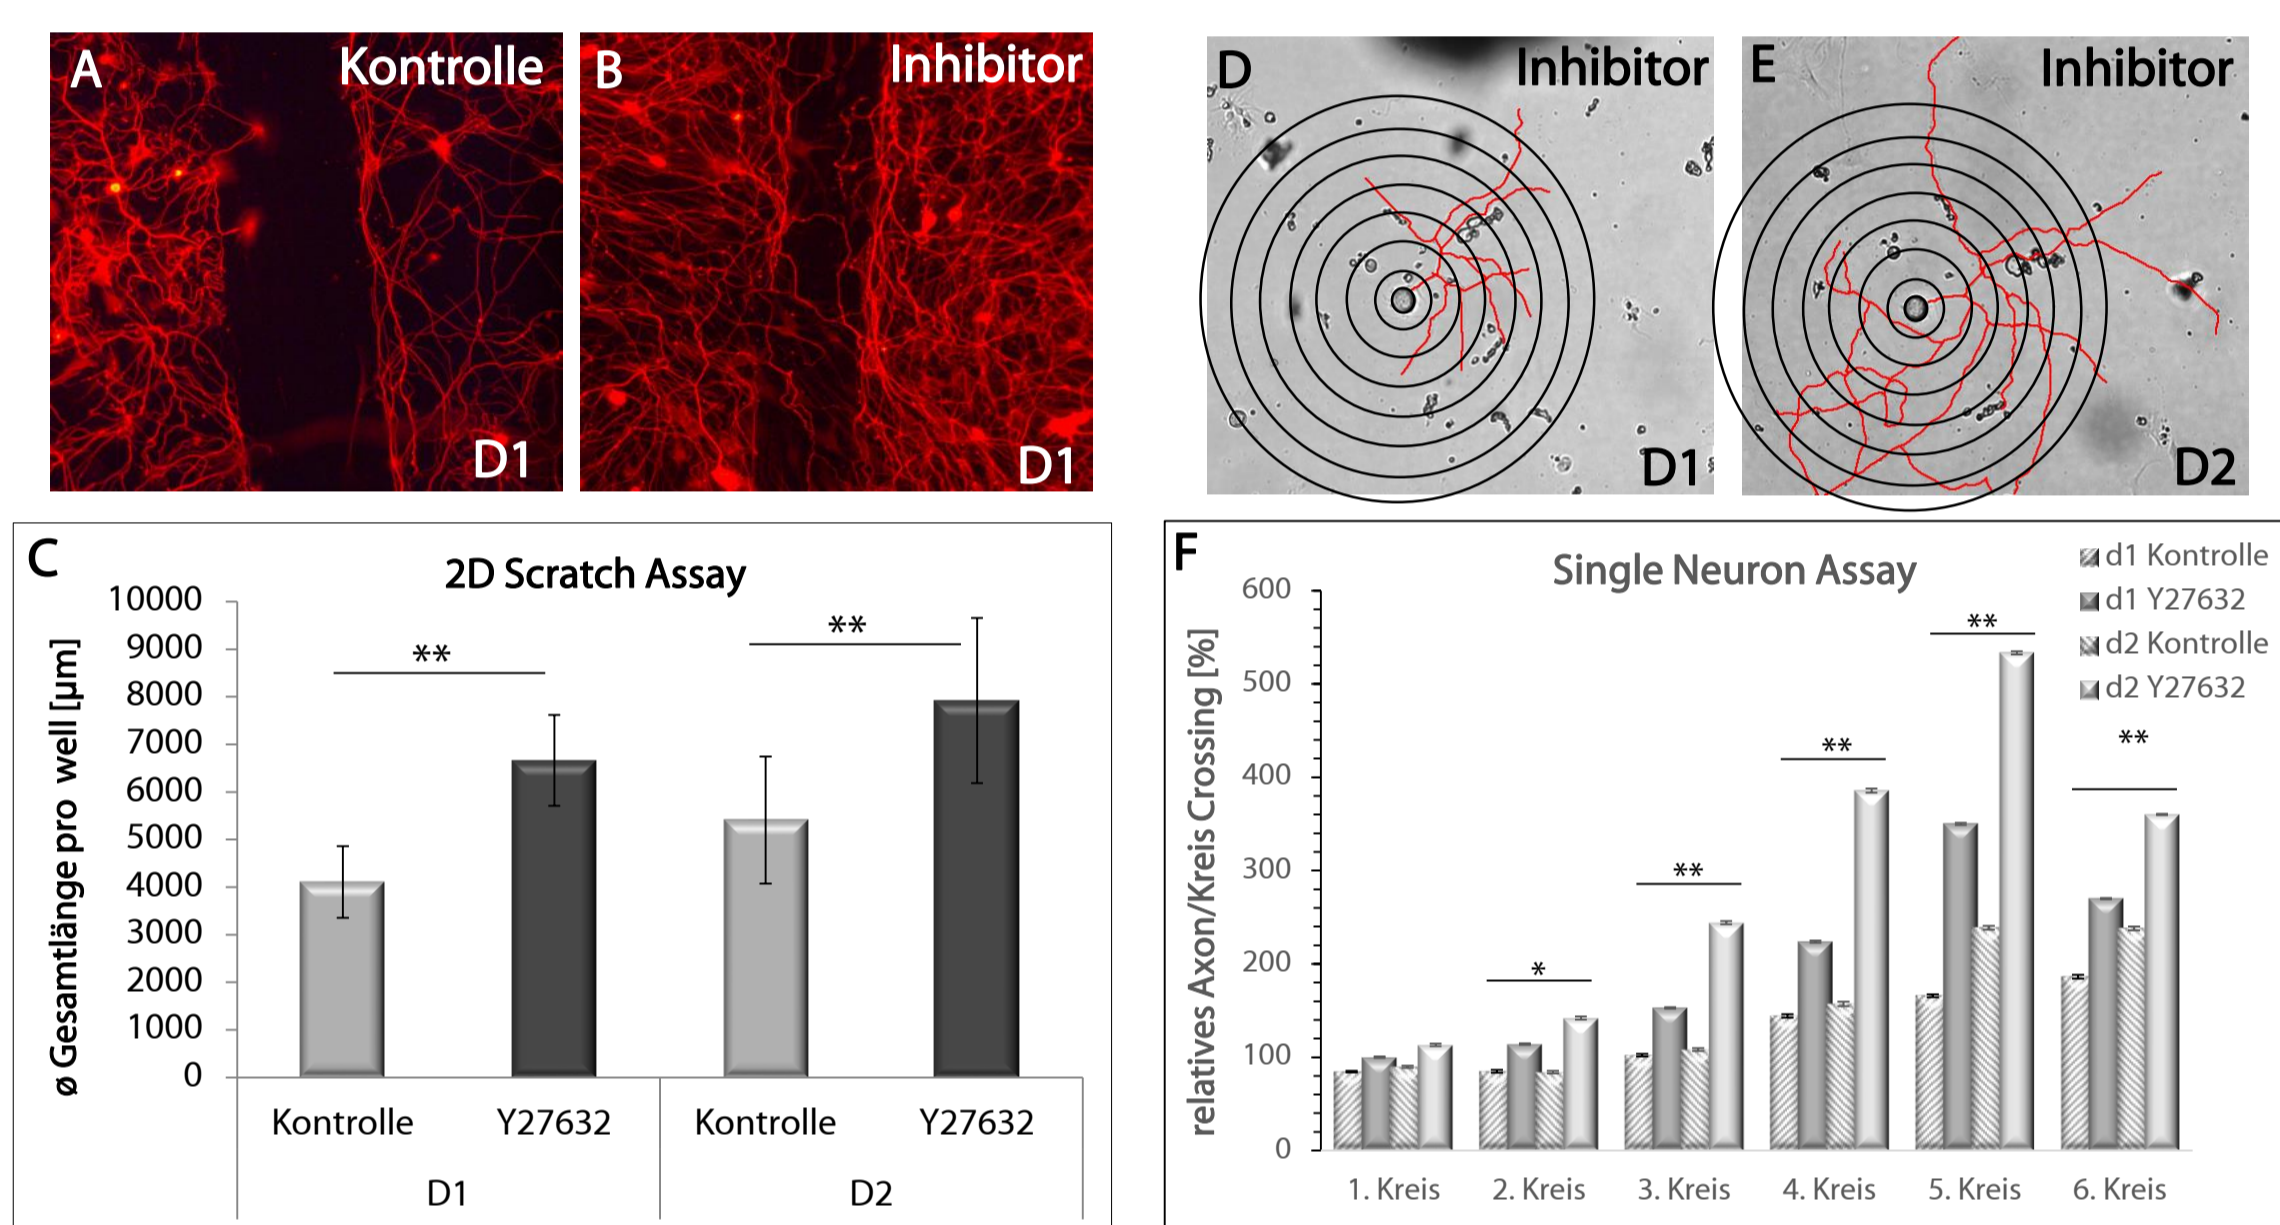 A
Kontrolle
D1
B
Inhibitor
D1
D
Inhibitor
D1
E
Inhibitor
D2
C
2D Scratch Assay
ø Gesamtlänge pro well [µm]
10000
9000
8000
7000
6000
5000
4000
3000
2000
1000
0
**
**
Kontrolle
Y27632
Kontrolle
Y27632
D1
D2
F
Single Neuron Assay
d1 Kontrolle
d1 Y27632
d2 Kontrolle
d2 Y27632
relatives Axon/Kreis Crossing [%]
600
500
400
300
200
100
0
*
**
**
**
**
1. Kreis
2. Kreis
3. Kreis
4. Kreis
5. Kreis
6. Kreis